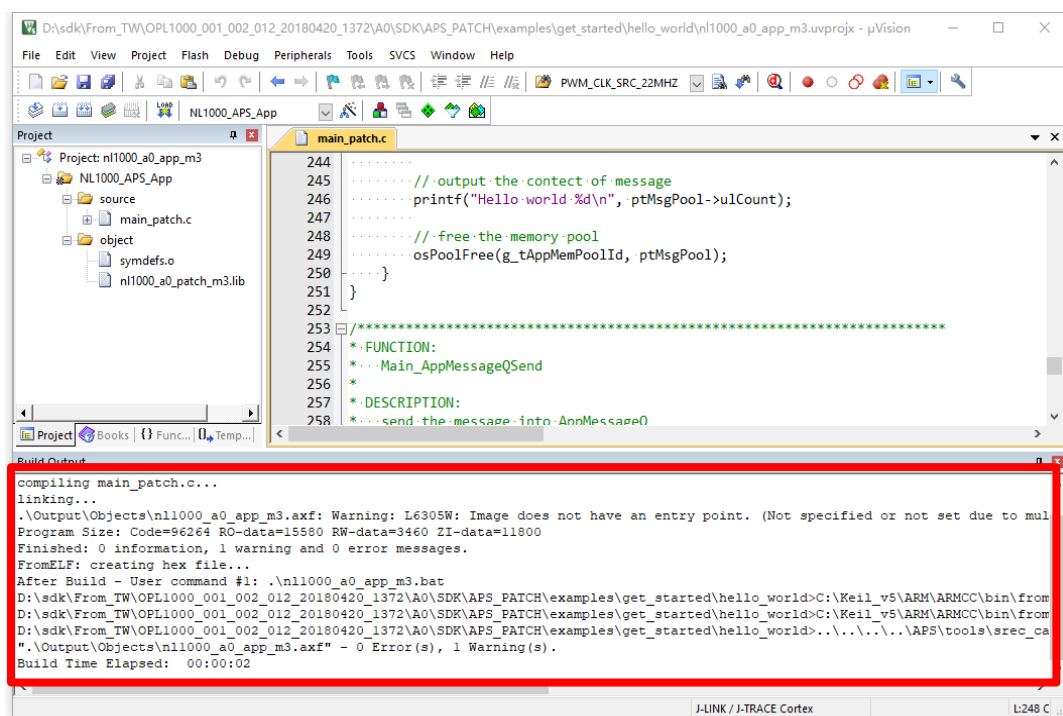 D:\sdk\From_TW\OPL1000_001_002_012_20180420_1372\A0\SDK\APS_PATCH\examples\get_started\hello_world\nl1000_a0_app_m3.uvprojx - µVision
File Edit View Project Flash Debug Peripherals Tools SVCS Window Help
PWM_CLK_SRC_22MHZ
LOAD NL1000_APS_App
Project
main_patch.c
Project: nl1000_a0_app_m3
NL1000_APS_App
source
main_patch.c
object
symdefs.o
nl1000_a0_patch_m3.lib
244
245 // output the contect of message
246 printf("Hello world %d\n", ptMsgPool->ulCount);
247
248 // free the memory pool
249 osPoolFree(g_tAppMemPoolId, ptMsgPool);
250 }
251 }
252
253 /**************************************************************************
254 * FUNCTION:
255 * Main_AppMessageQSend
256 *
257 * DESCRIPTION:
258 * send the message into AppMessageQ
Project Books {} Func... Temp...
Build Output
compiling main_patch.c...
linking...
.\Output\Objects\nl1000_a0_app_m3.axf: Warning: L6305W: Image does not have an entry point. (Not specified or not set due to mul
Program Size: Code=96264 RO-data=15580 RW-data=3460 ZI-data=11800
Finished: 0 information, 1 warning and 0 error messages.
FromELF: creating hex file...
After Build - User command #1: .\nl1000_a0_app_m3.bat
D:\sdk\From_TW\OPL1000_001_002_012_20180420_1372\A0\SDK\APS_PATCH\examples\get_started\hello_world>C:\Keil_v5\ARM\ARMCC\bin\from
D:\sdk\From_TW\OPL1000_001_002_012_20180420_1372\A0\SDK\APS_PATCH\examples\get_started\hello_world>C:\Keil_v5\ARM\ARMCC\bin\from
D:\sdk\From_TW\OPL1000_001_002_012_20180420_1372\A0\SDK\APS_PATCH\examples\get_started\hello_world>..\..\..\..\APS\tools\srec_ca
".\Output\Objects\nl1000_a0_app_m3.axf" - 0 Error(s), 1 Warning(s).
Build Time Elapsed: 00:00:02
J-LINK / J-TRACE Cortex L:248 C